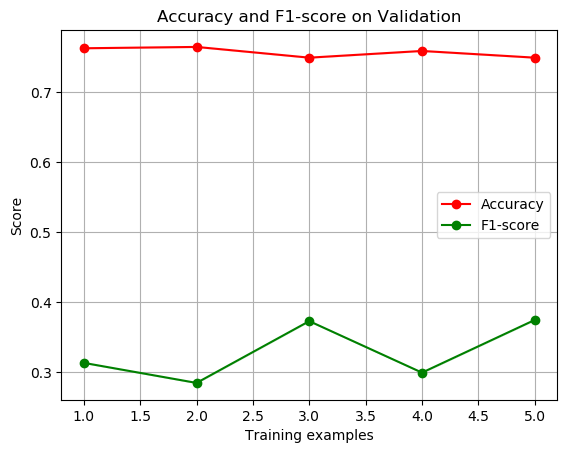 Accuracy and F1-score on Validation
Score
0.7
0.6
0.5
0.4
0.3
Accuracy
F1-score
1.0 1.5 2.0 2.5 3.0 3.5 4.0 4.5 5.0
Training examples